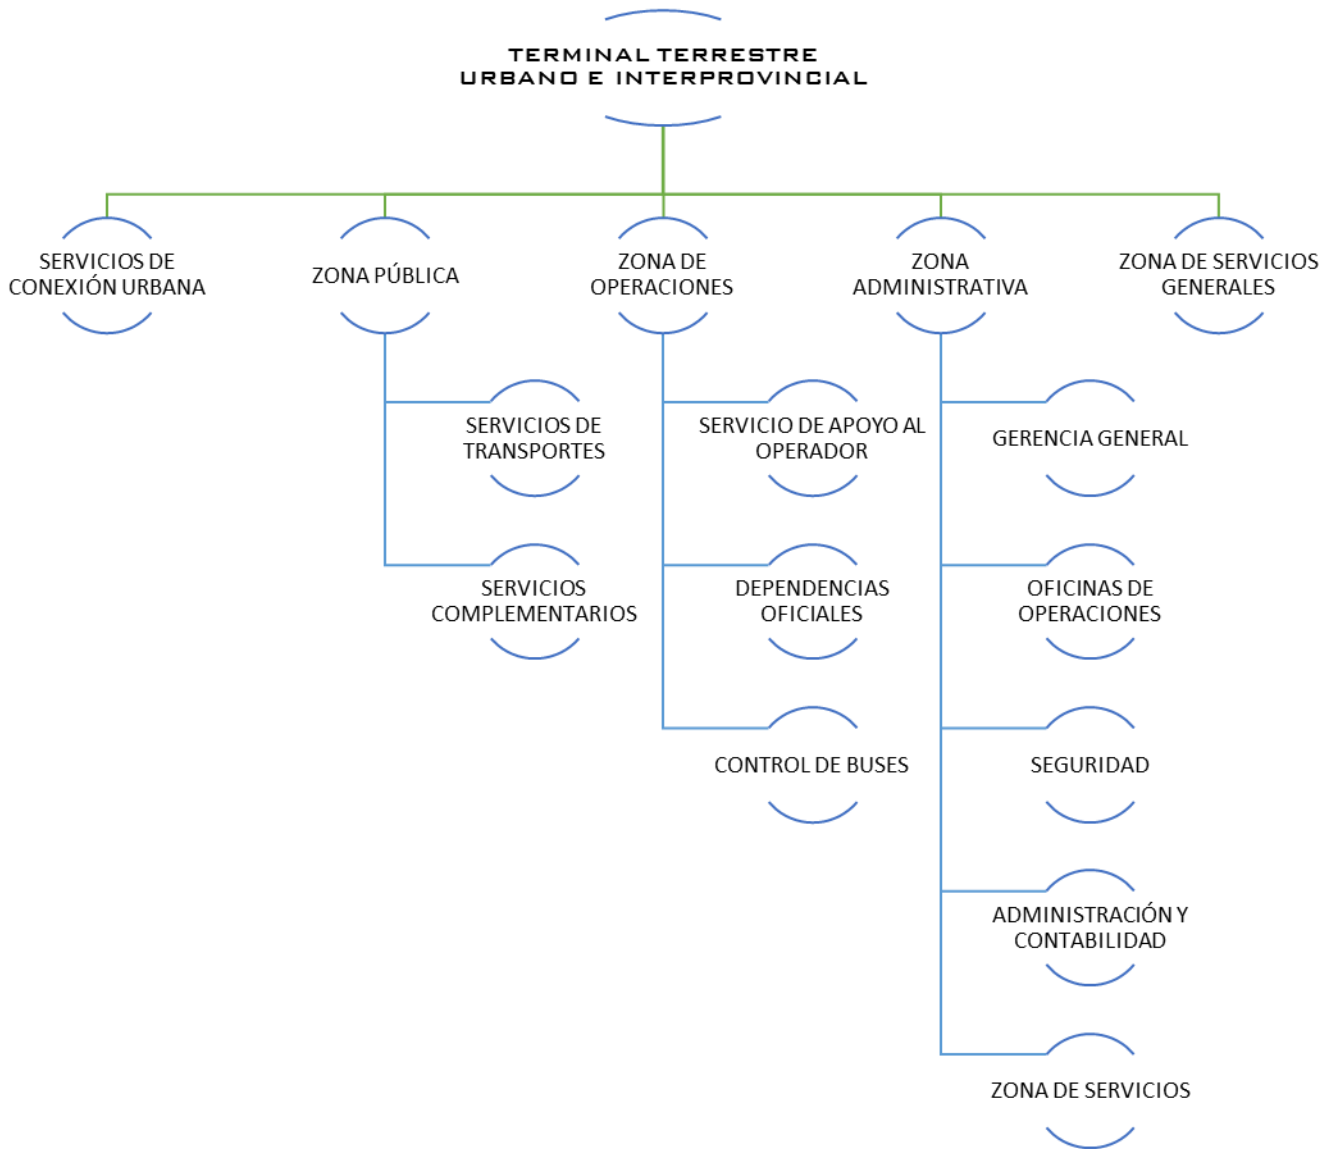 TERMINAL TERRESTRE
URBANO E INTERPROVINCIAL
SERVICIOS DE
CONEXIÓN URBANA
ZONA PÚBLICA
ZONA DE
OPERACIONES
ZONA
ADMINISTRATIVA
ZONA DE SERVICIOS
GENERALES
SERVICIOS DE
TRANSPORTES
SERVICIO DE APOYO AL
OPERADOR
GERENCIA GENERAL
SERVICIOS
COMPLEMENTARIOS
DEPENDENCIAS
OFICIALES
OFICINAS DE
OPERACIONES
CONTROL DE BUSES
SEGURIDAD
ADMINISTRACIÓN Y
CONTABILIDAD
ZONA DE SERVICIOS